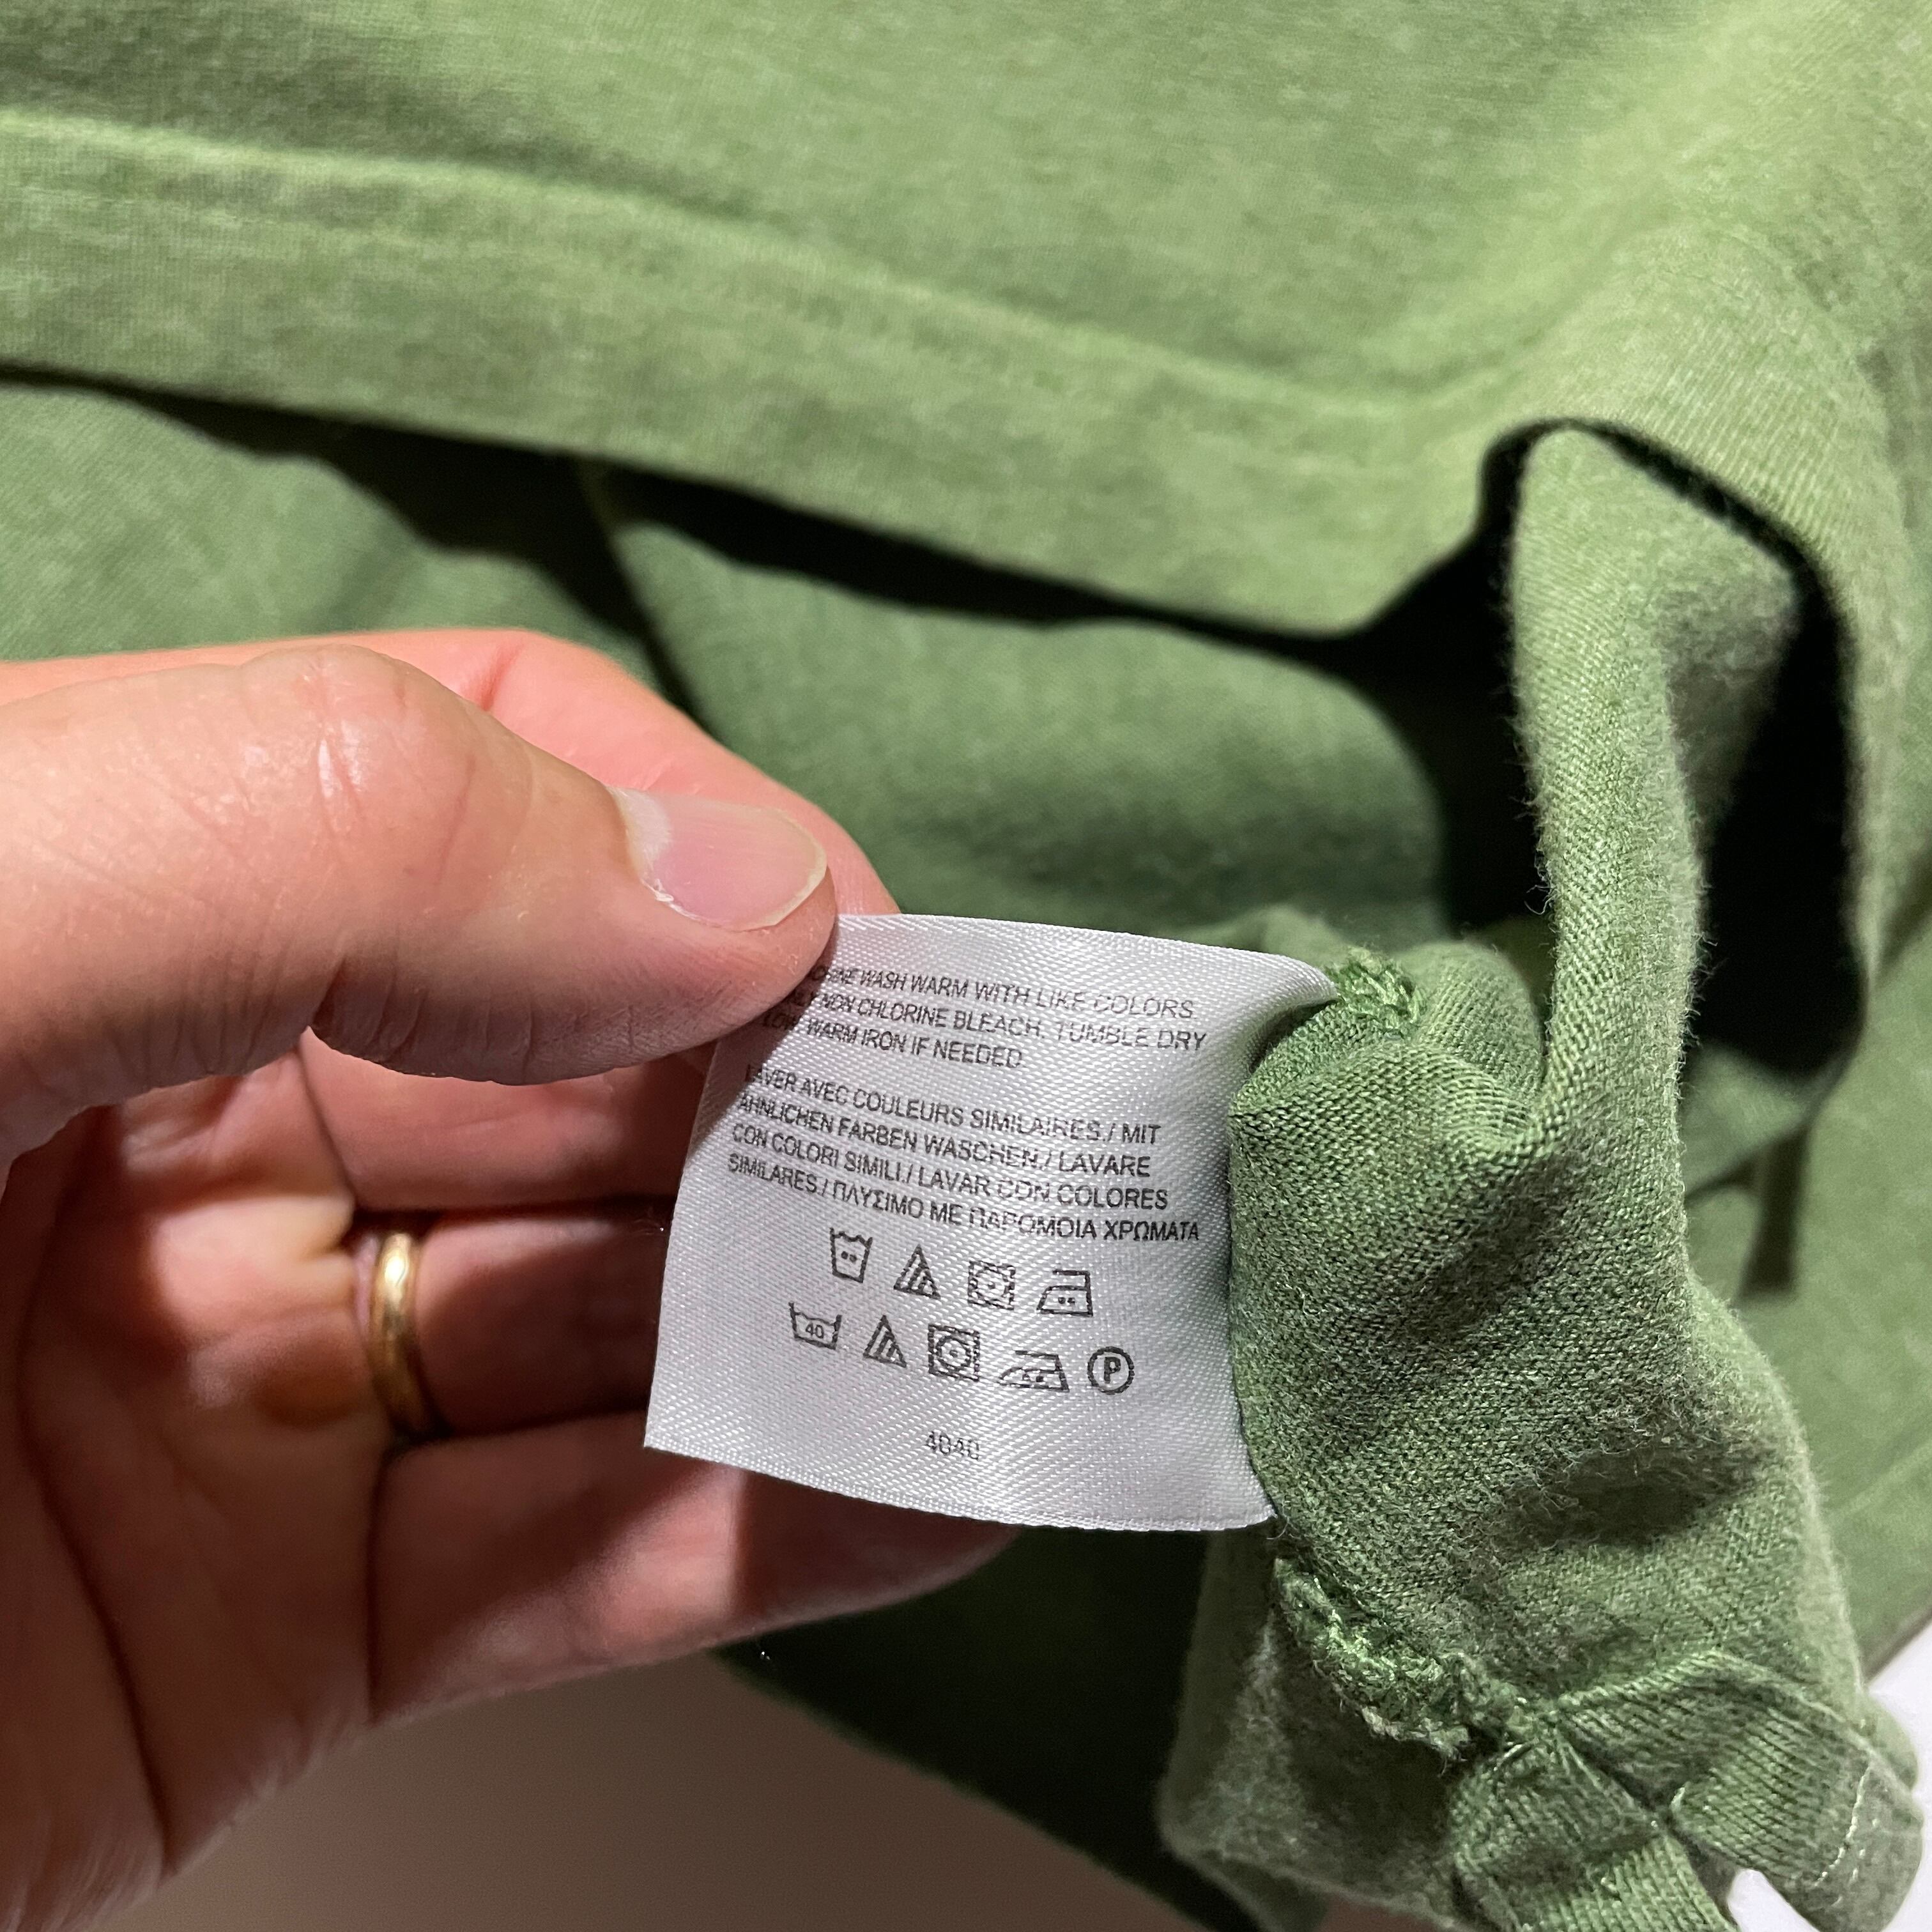 WASH WARM WITH LIKE COLORS
NON CHLORINE BLEACH. TUMBLE DRY
LOW. WARM IRON IF NEEDED
LAVER AVEC COULEURS SIMILAIRES./ MIT
ÄHNLICHEN FARBEN WASCHEN./ LAVARE
CON COLORI SIMILI./ LAVAR CON COLORES
SIMILARES./ ΠΛΥΣΙΜΟ ΜΕ ΠΑΡΟΜΟΙΑ ΧΡΩΜΑΤΑ
40 P
4040